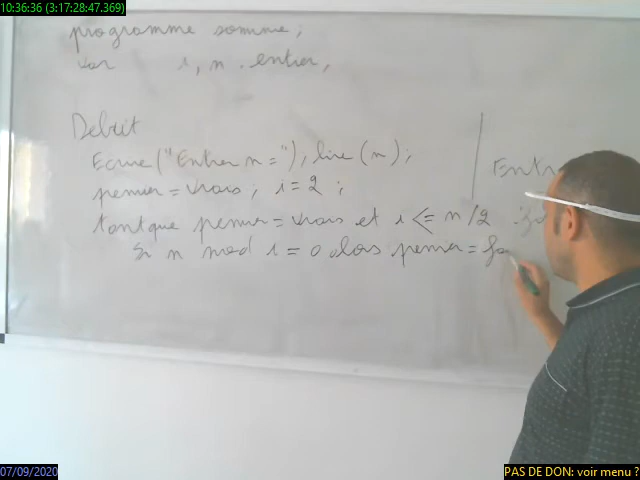 10:36:36 (3:17:28:47.369)
programme somme;
var i, n : entier,
Debut
Ecrire ("Entrer n ="), lire (n);
premier = vrais; i = 2;
Entr
tantque premier = vrais et i <= n/2
Si n mod i = 0 alors premier = fa
07/09/2020
PAS DE DON: voir menu ?